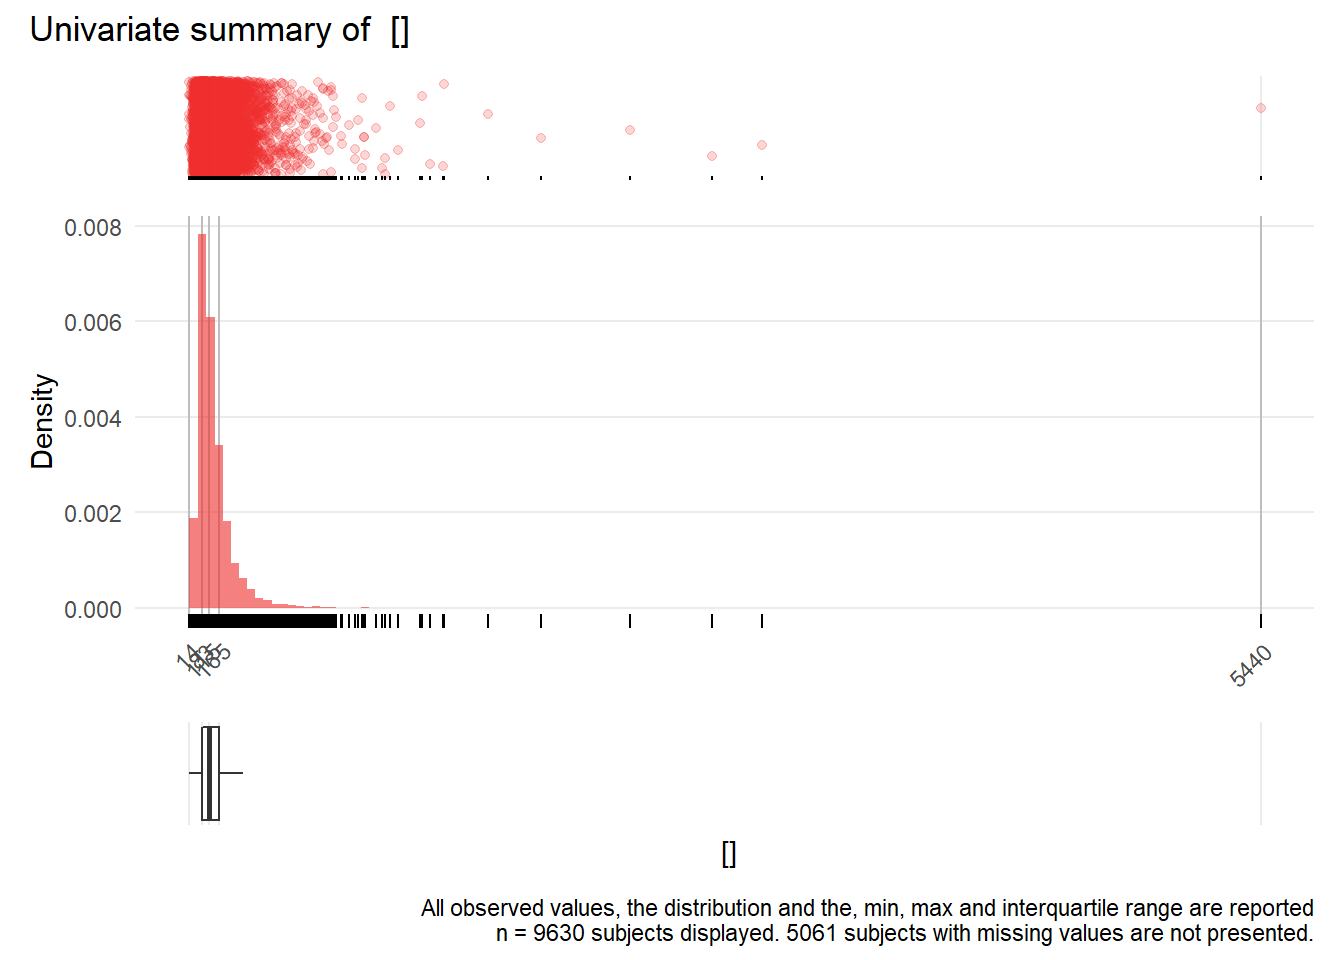 Univariate summary of  []
0.008
0.006
0.004
0.002
0.000
Density
14
185
5440
[]
All observed values, the distribution and the, min, max and interquartile range are reported
n = 9630 subjects displayed. 5061 subjects with missing values are not presented.